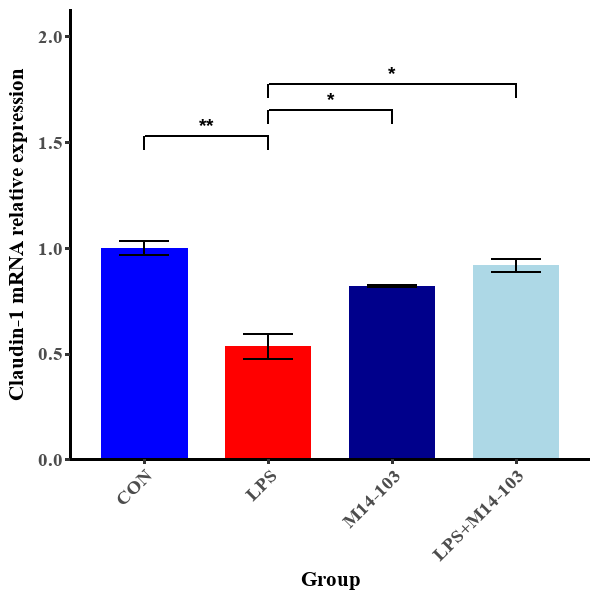 Claudin-1 mRNA relative expression
2.0
1.5
1.0
0.5
0.0
*
*
**
CON
LPS
M14-103
LPS+M14-103
Group